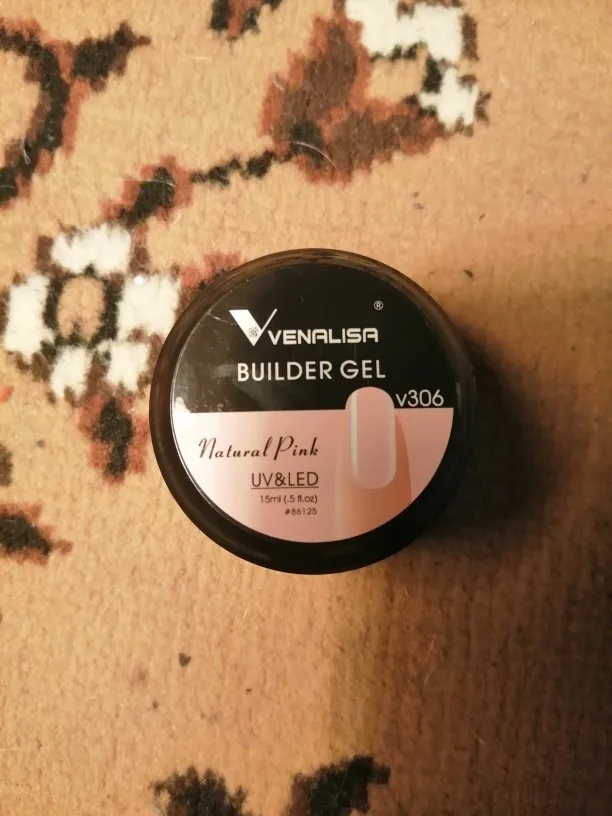 ®
VENALISA
BUILDER GEL
v306
Natural Pink
UV&LED
15ml (.5 fl.oz)
#86125